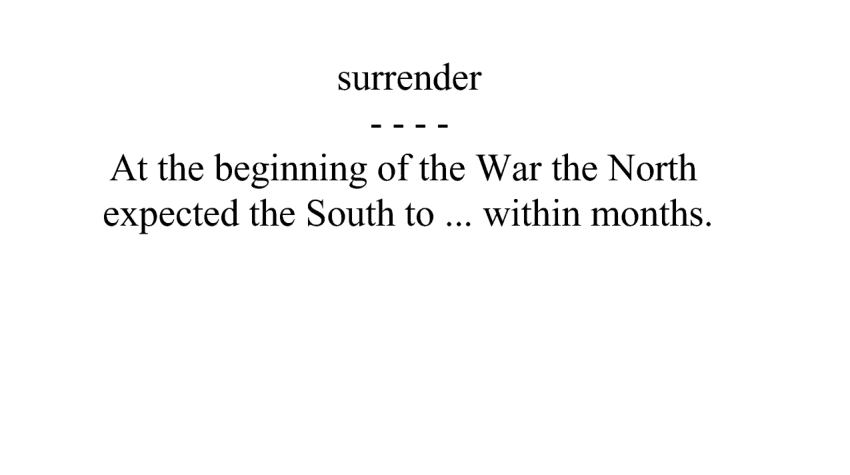 surrender
- - - -
At the beginning of the War the North
expected the South to ... within months.